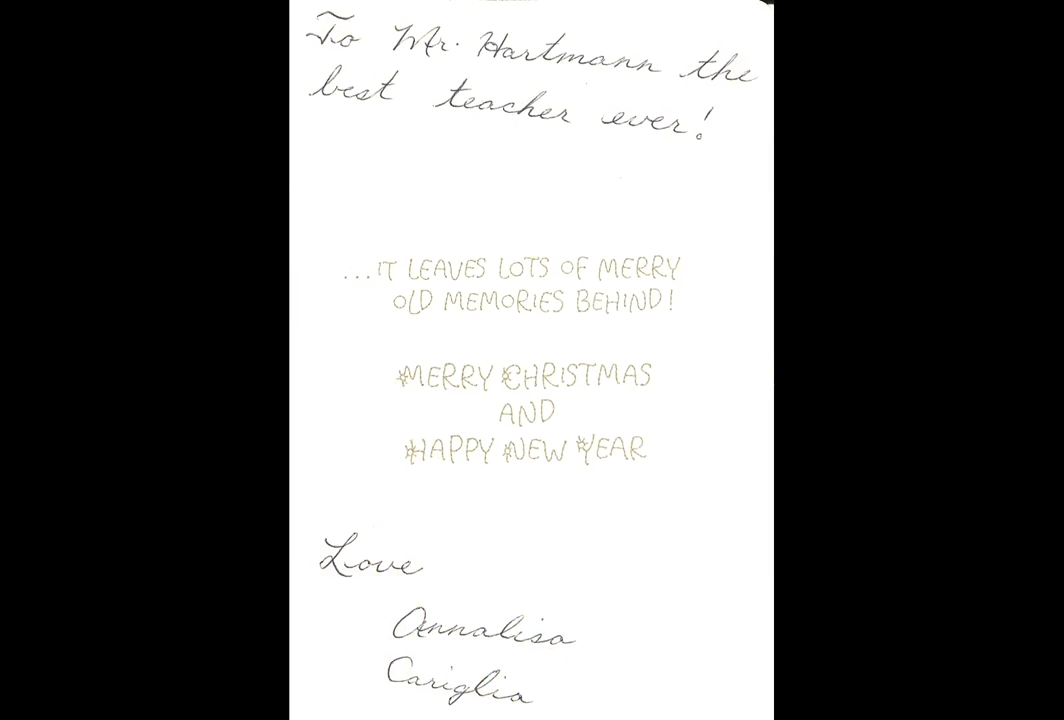 To Mr. Hartmann the
best teacher ever!
...IT LEAVES LOTS OF MERRY
OLD MEMORIES BEHIND!
MERRY CHRISTMAS
AND
HAPPY NEW YEAR
Love
Annalisa
Cariglia